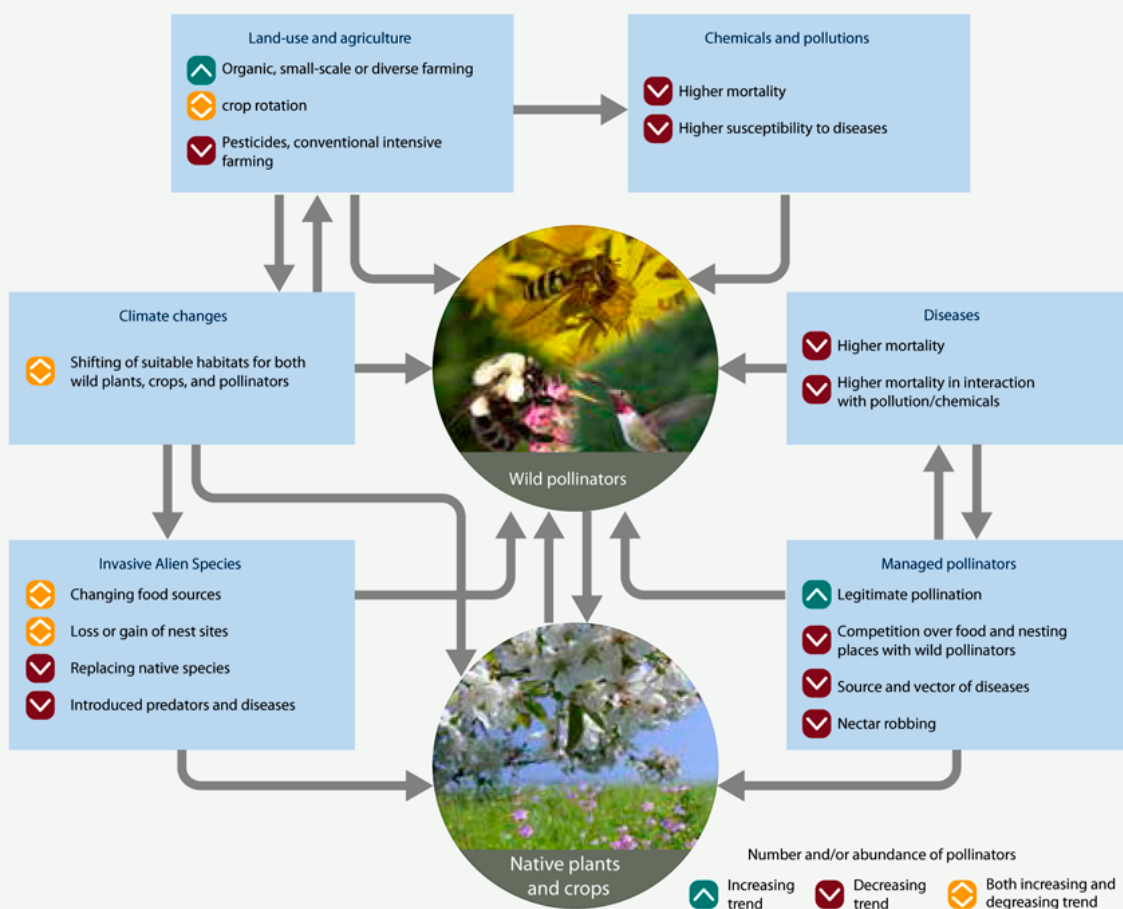 Land-use and agriculture
Organic, small-scale or diverse farming
crop rotation
Pesticides, conventional intensive
farming
Chemicals and pollutions
Higher mortality
Higher susceptibility to diseases
Climate changes
Shifting of suitable habitats for both
wild plants, crops, and pollinators
Wild pollinators
Diseases
Higher mortality
Higher mortality in interaction
with pollution/chemicals
Invasive Alien Species
Changing food sources
Loss or gain of nest sites
Replacing native species
Introduced predators and diseases
Managed pollinators
Legitimate pollination
Competition over food and nesting
places with wild pollinators
Source and vector of diseases
Nectar robbing
Native plants
and crops
Number and/or abundance of pollinators
Increasing
trend
Decreasing
trend
Both increasing and
degreasing trend